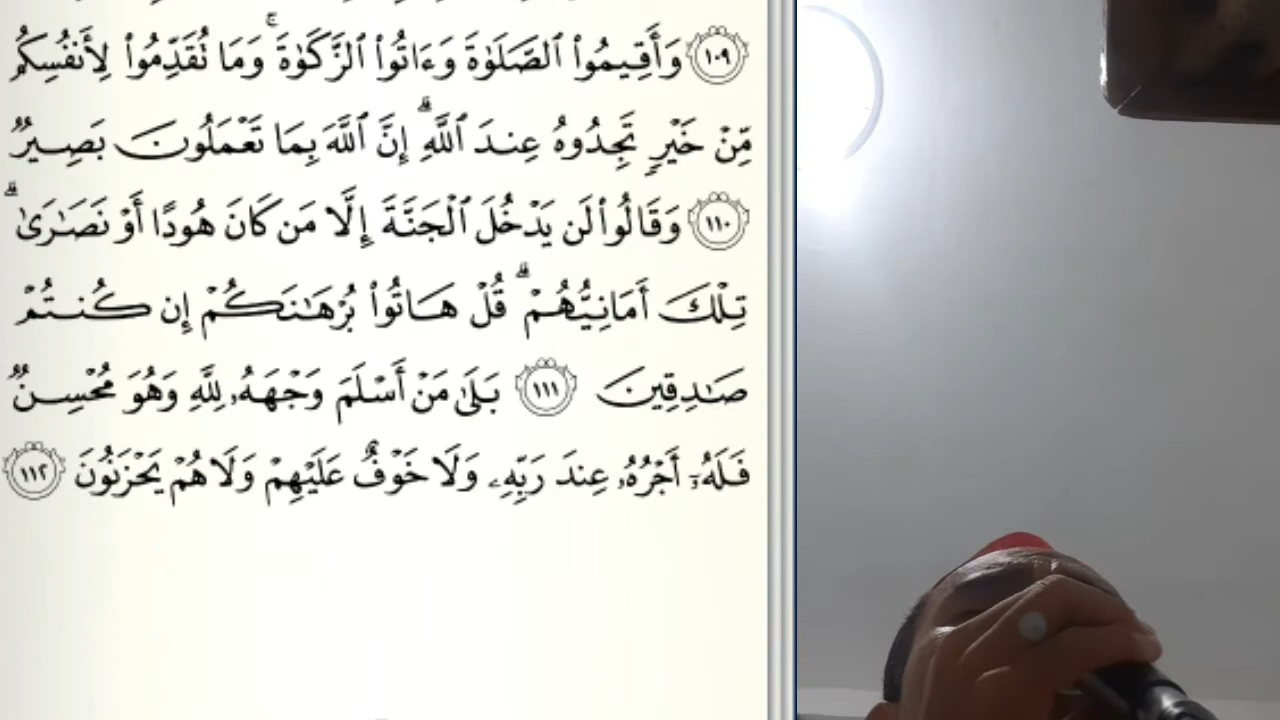 ﴿١٠٩﴾ وَأَقِيمُوا۟ ٱلصَّلَوٰةَ وَءَاتُوا۟ ٱلزَّكَوٰةَ ۚ وَمَا تُقَدِّمُوا۟ لِأَنفُسِكُم
مِّنْ خَيْرٍ تَجِدُوهُ عِندَ ٱللَّهِ ۗ إِنَّ ٱللَّهَ بِمَا تَعْمَلُونَ بَصِيرٌ
﴿١١٠﴾ وَقَالُوا۟ لَن يَدْخُلَ ٱلْجَنَّةَ إِلَّا مَن كَانَ هُودًا أَوْ نَصَـٰرَىٰ ۗ
تِلْكَ أَمَانِيُّهُمْ ۗ قُلْ هَاتُوا۟ بُرْهَـٰنَكُمْ إِن كُنتُمْ
صَـٰدِقِينَ ﴿١١١﴾ بَلَىٰ مَنْ أَسْلَمَ وَجْهَهُۥ لِلَّهِ وَهُوَ مُحْسِنٌ
فَلَهُۥٓ أَجْرُهُۥ عِندَ رَبِّهِۦ وَلَا خَوْفٌ عَلَيْهِمْ وَلَا هُمْ يَحْزَنُونَ ﴿١١٢﴾